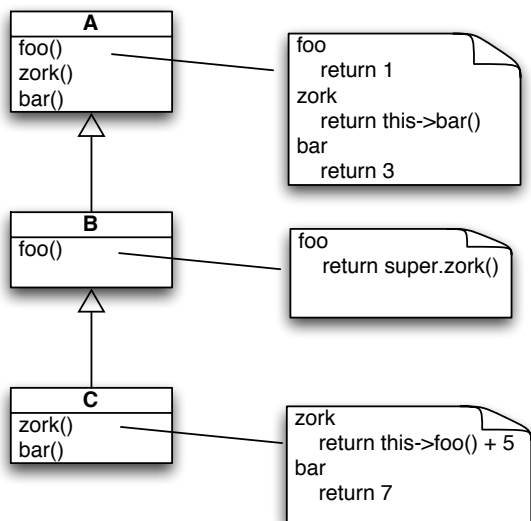 A
foo()
zork()
bar()
foo
return 1
zork
return this->bar()
bar
return 3
B
foo()
foo
return super.zork()
C
zork()
bar()
zork
return this->foo() + 5
bar
return 7